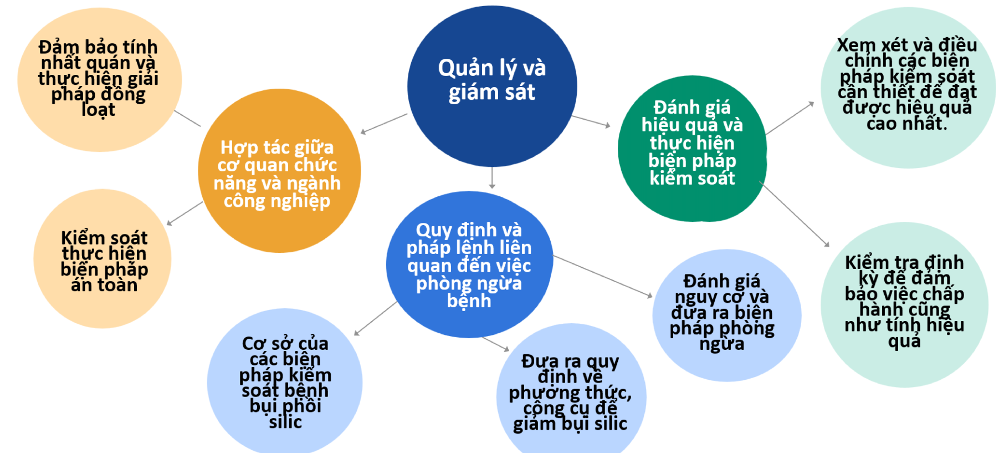 Quản lý và
giám sát
Đảm bảo tính
nhất quán và
thực hiện giải
pháp đồng
loạt
Hợp tác giữa
cơ quan chức
năng và ngành
công nghiệp
Kiểm soát
thực hiện
biện pháp
án toàn
Quy định và
pháp lệnh liên
quan đến việc
phòng ngừa
bệnh
Cơ sở của
các biện
pháp kiểm
soát bệnh
bụi phổi
silic
Đưa ra quy
định về
phương thức,
công cụ để
giảm bụi silic
Đánh giá
nguy cơ và
đưa ra biện
pháp phòng
ngừa
Đánh giá
hiệu quả và
thực hiện
biện pháp
kiểm soát
Xem xét và điều
chỉnh các biện
pháp kiểm soát
cần thiết để đạt
được hiệu quả
cao nhất.
Kiểm tra định
kỳ để đảm
bảo việc chấp
hành cũng
như tính hiệu
quả